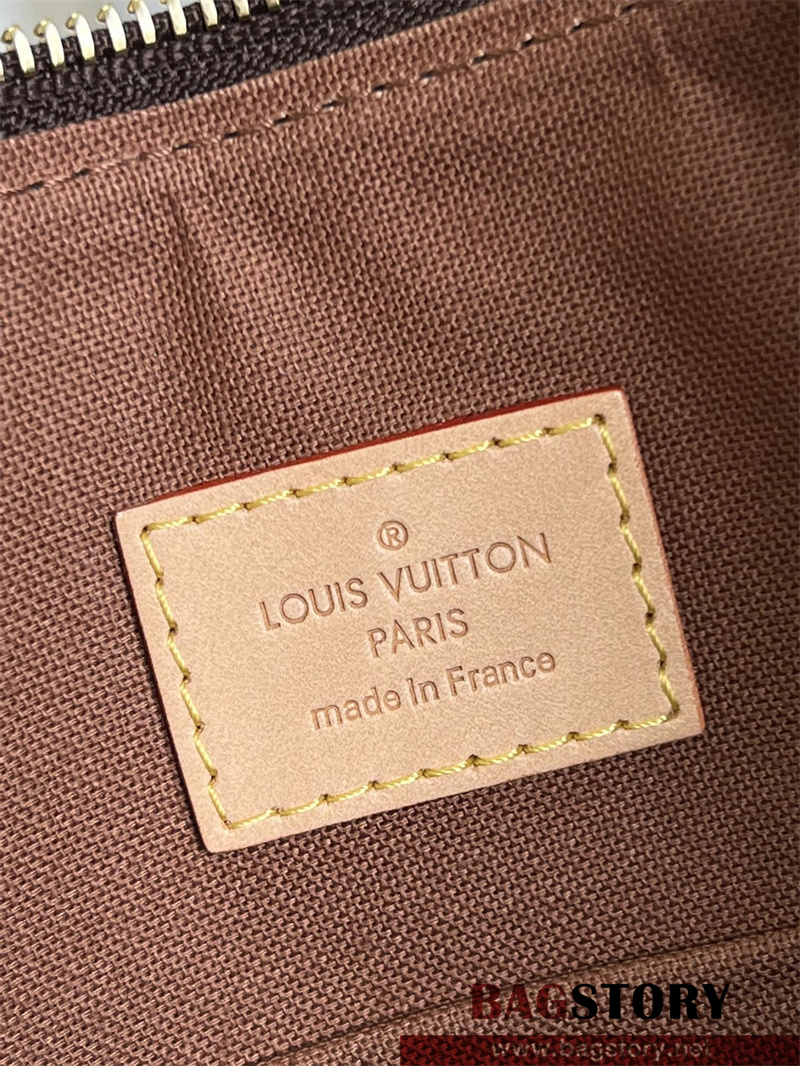 ®
LOUIS VUITTON
PARIS
made in France
BAGSTORY
www.bagstory.net